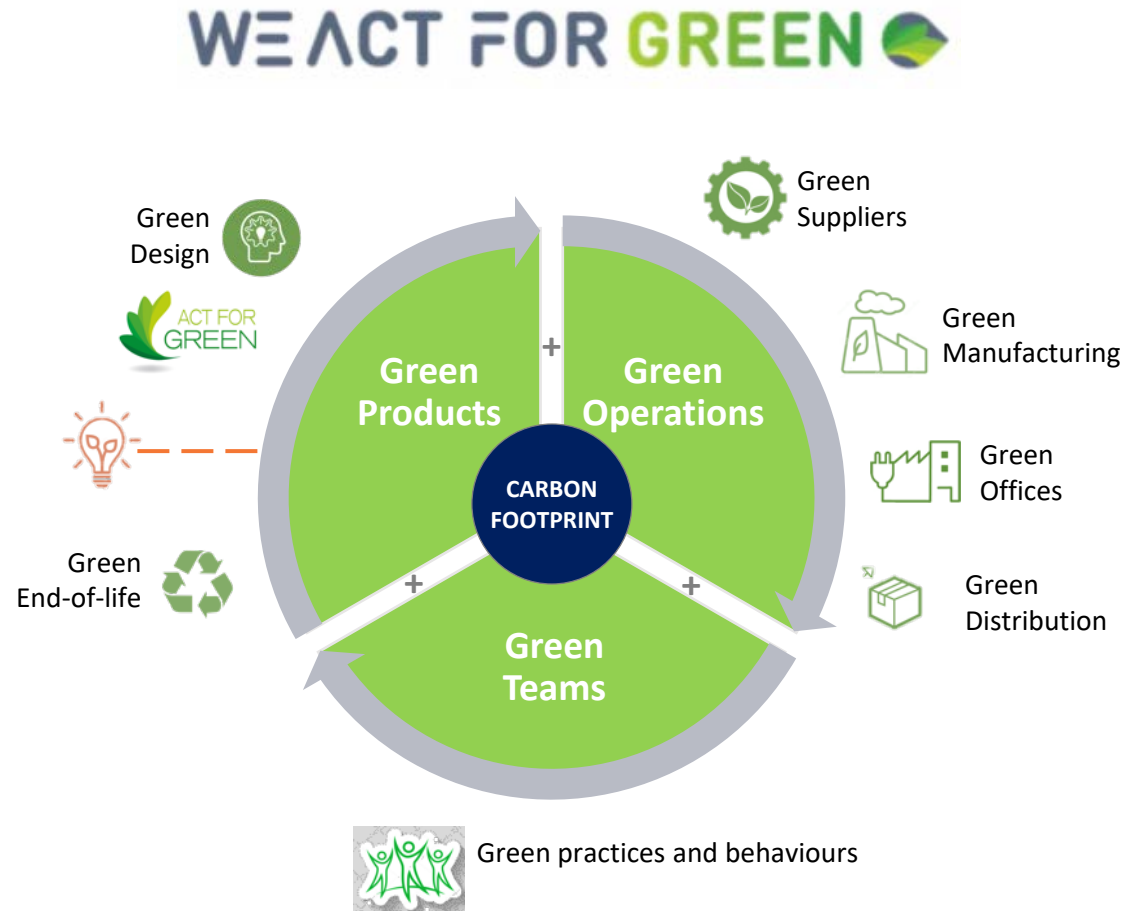 WE ACT FOR GREEN
Green
Suppliers
Green
Design
ACT FOR
GREEN
Green
Manufacturing
+
Green
Products
Green
Operations
Green
Offices
CARBON
FOOTPRINT
Green
End-of-life
+
+
Green
Distribution
Green
Teams
Green practices and behaviours